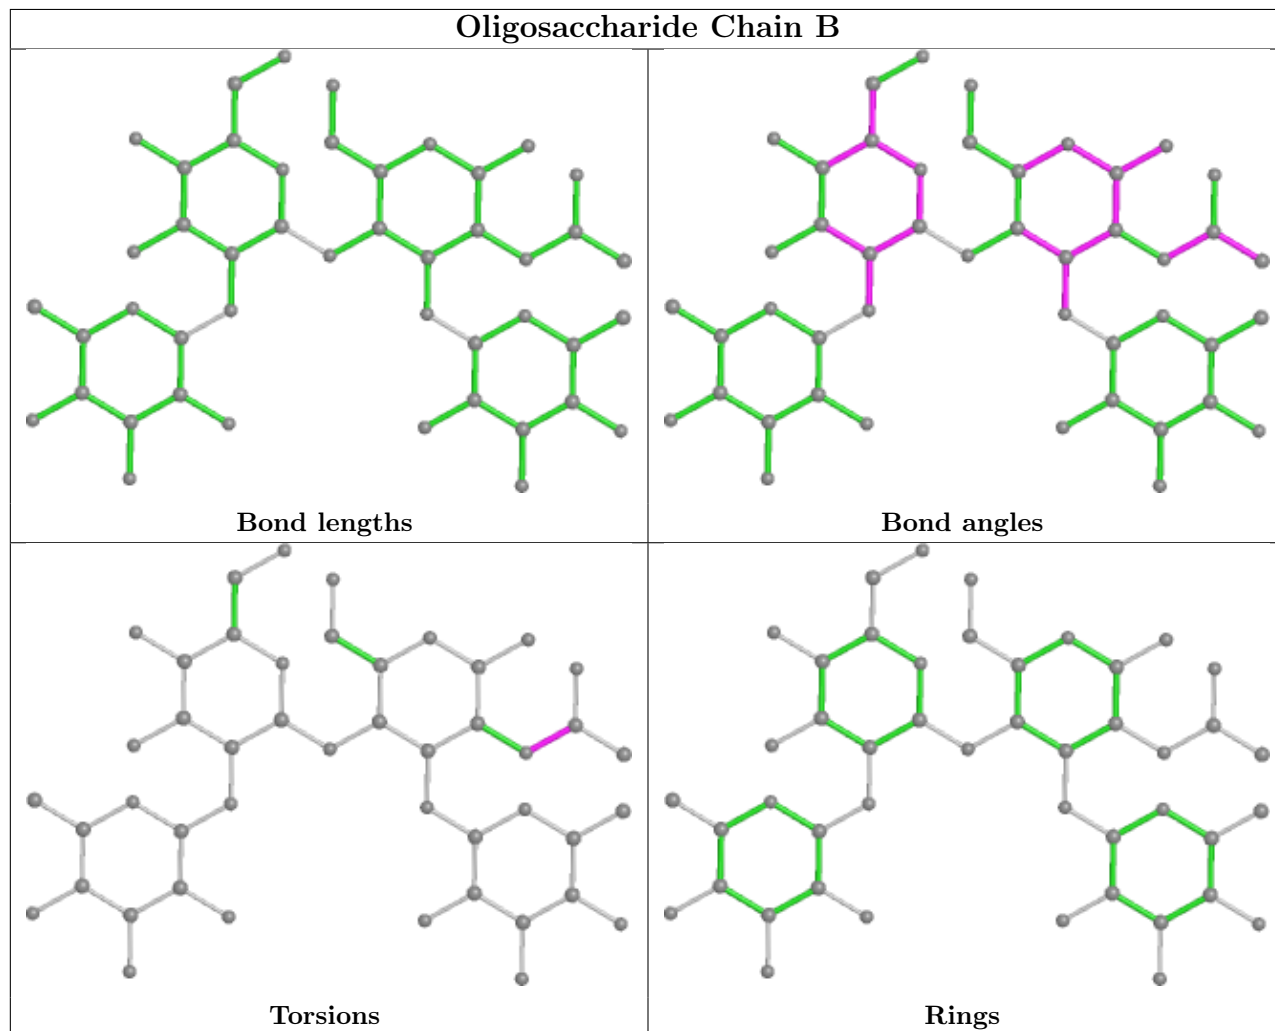 Oligosaccharide Chain B
Bond lengths
Bond angles
Torsions
Rings